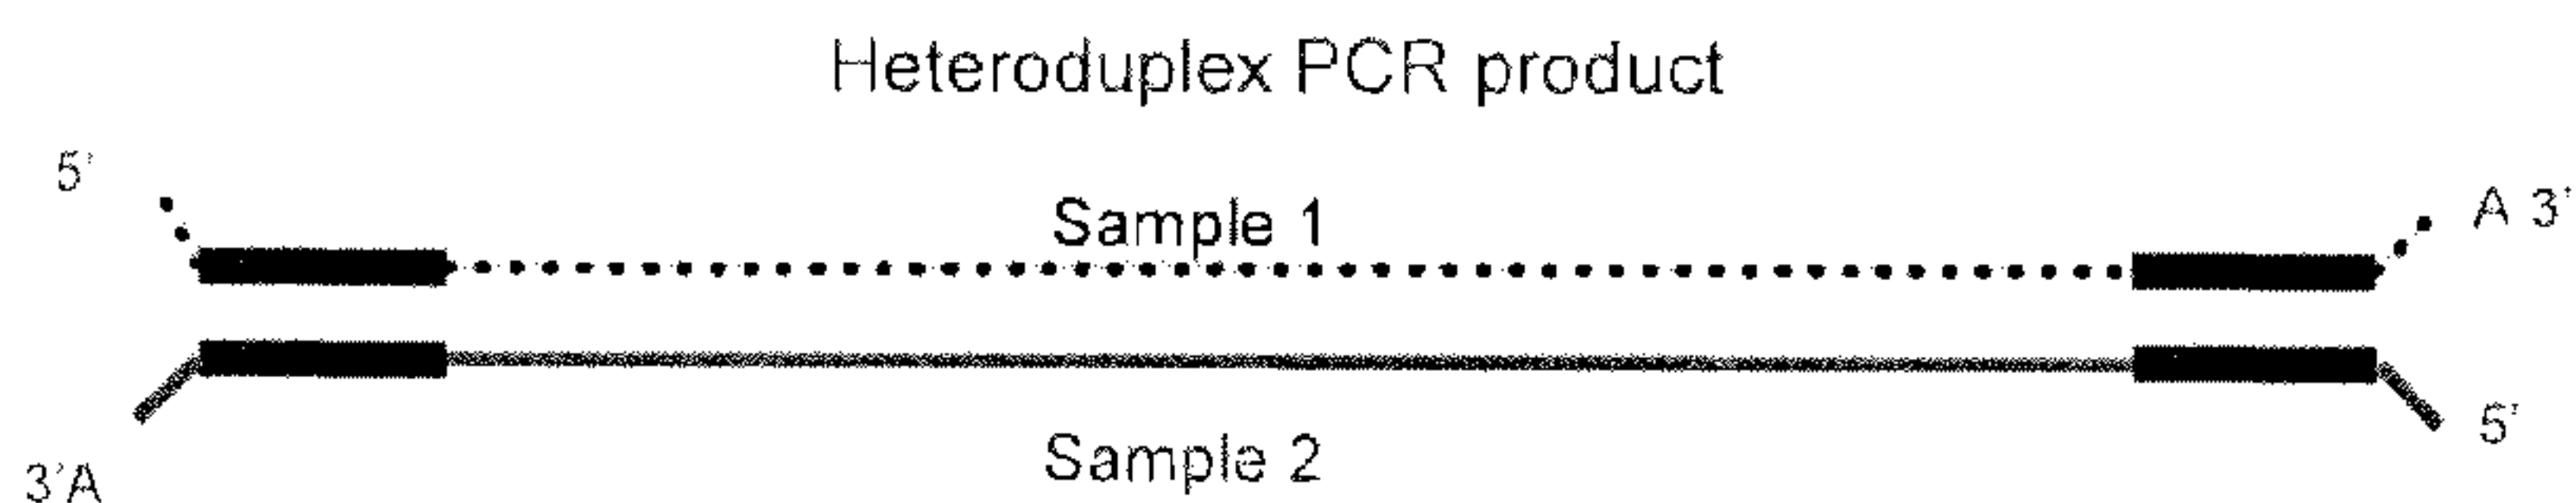 Heteroduplex PCR product
5'
Sample 1
A 3'
3'A
Sample 2
5'